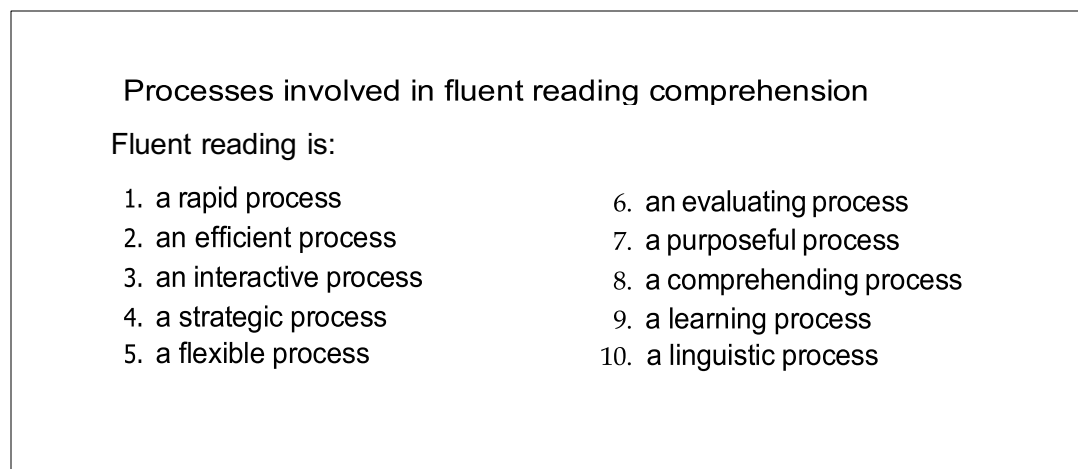 Processes involved in fluent reading comprehension
Fluent reading is:
1. a rapid process
2. an efficient process
3. an interactive process
4. a strategic process
5. a flexible process
6. an evaluating process
7. a purposeful process
8. a comprehending process
9. a learning process
10. a linguistic process